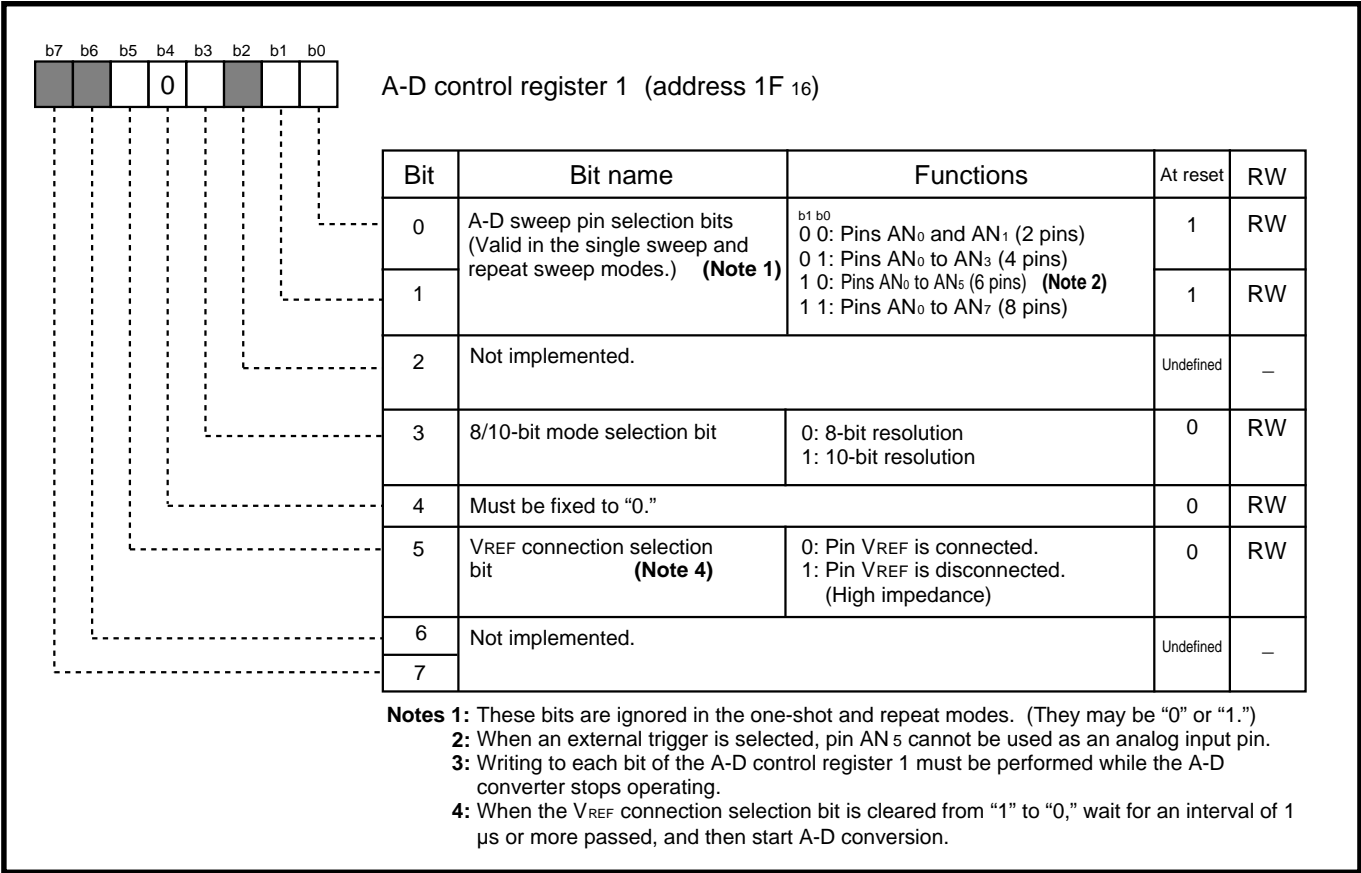 b7 b6 b5 b4 b3 b2 b1 b0
0
A-D control register 1 (address 1F 16)
Bit Bit name Functions At reset RW
0 A-D sweep pin selection bits
(Valid in the single sweep and
repeat sweep modes.) (Note 1)
b1 b0
0 0: Pins AN0 and AN1 (2 pins)
0 1: Pins AN0 to AN3 (4 pins)
1 0: Pins AN0 to AN5 (6 pins) (Note 2)
1 1: Pins AN0 to AN7 (8 pins)
1 RW
1 1 RW
2 Not implemented. Undefined –
3 8/10-bit mode selection bit 0: 8-bit resolution
1: 10-bit resolution
0 RW
4 Must be fixed to “0.” 0 RW
5 VREF connection selection
bit (Note 4)
0: Pin VREF is connected.
1: Pin VREF is disconnected.
(High impedance)
0 RW
6 Not implemented. Undefined –
7
Notes 1: These bits are ignored in the one-shot and repeat modes. (They may be “0” or “1.”)
2: When an external trigger is selected, pin AN 5 cannot be used as an analog input pin.
3: Writing to each bit of the A-D control register 1 must be performed while the A-D
converter stops operating.
4: When the VREF connection selection bit is cleared from “1” to “0,” wait for an interval of 1
µs or more passed, and then start A-D conversion.